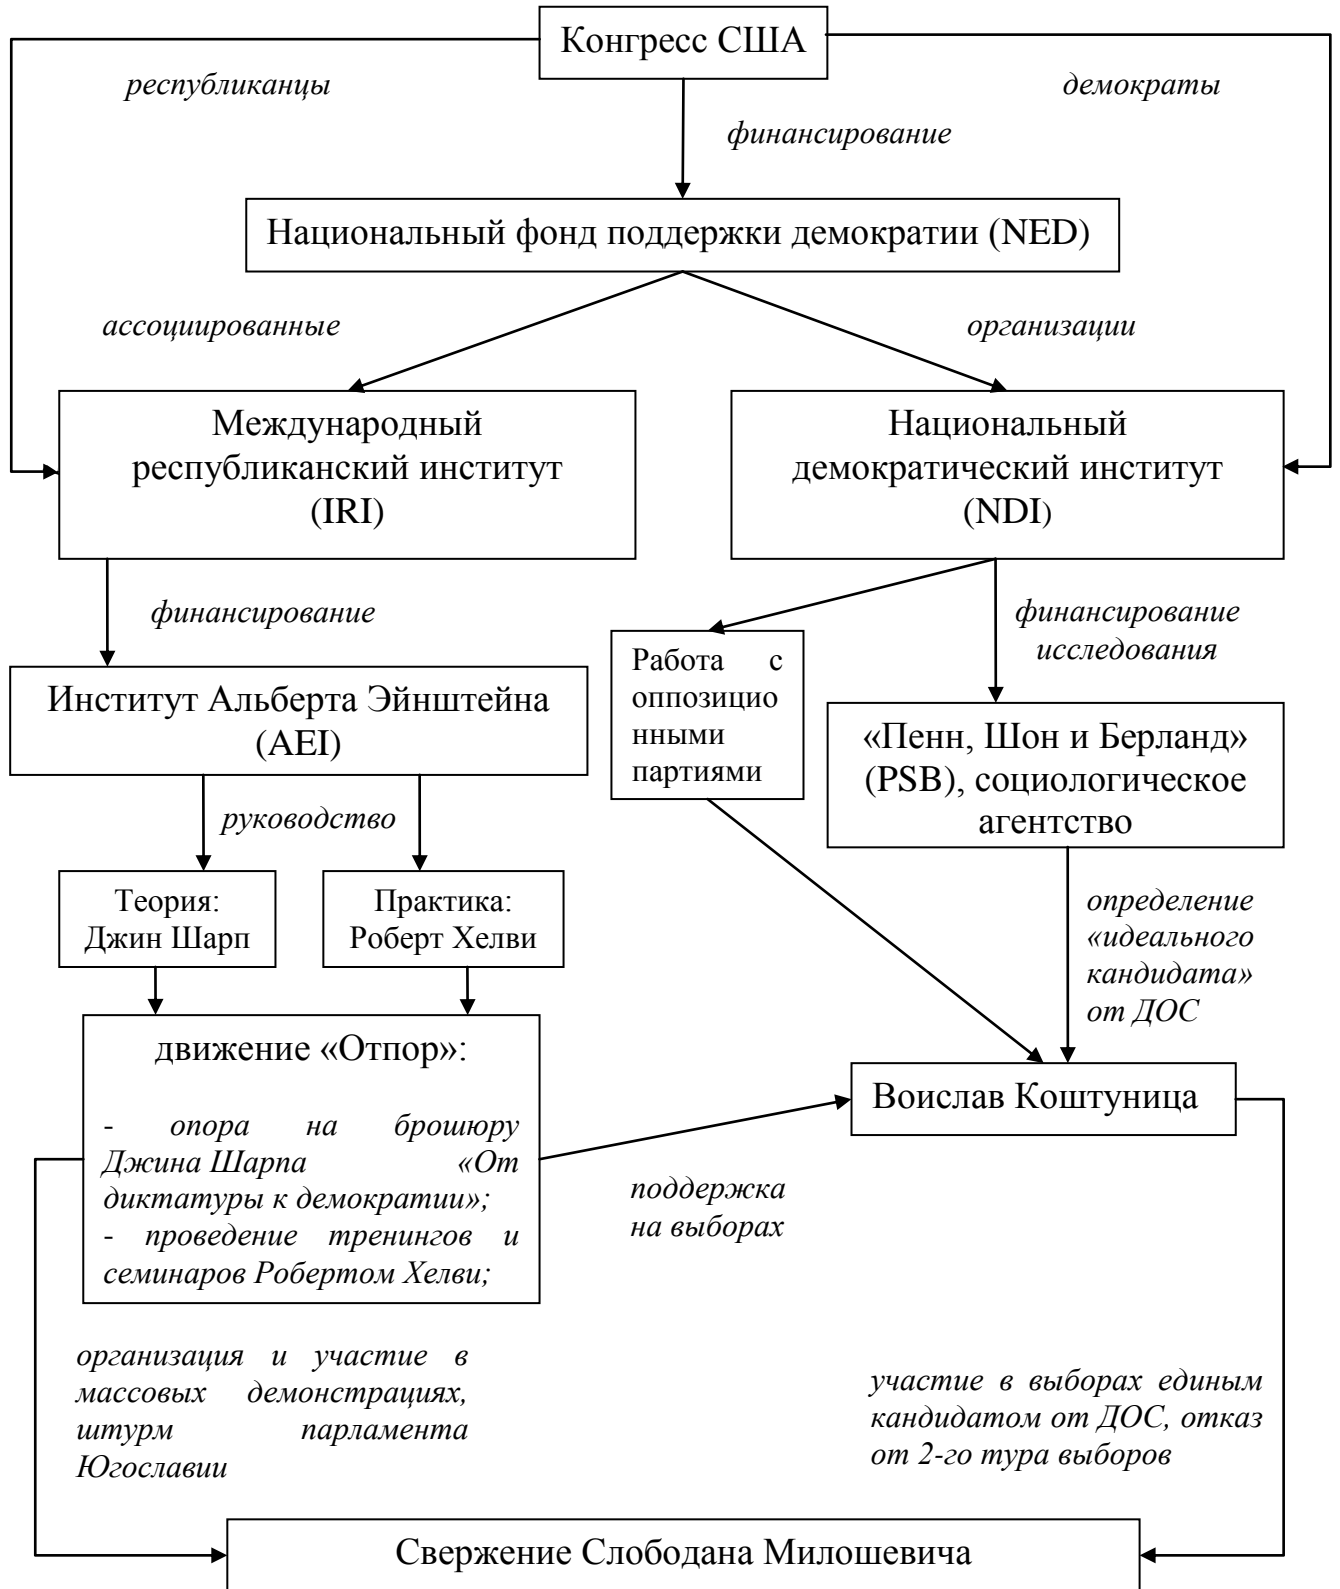 Конгресс США
республиканцы
демократы
финансирование
Национальный фонд поддержки демократии (NED)
ассоциированные
организации
Международный
республиканский институт
(IRI)
Национальный
демократический институт
(NDI)
финансирование
финансирование
исследования
Работа с
оппозицио
нными
партиями
Институт Альберта Эйнштейна
(AEI)
«Пенн, Шон и Берланд»
(PSB), социологическое
агентство
руководство
Теория:
Джин Шарп
Практика:
Роберт Хелви
определение
«идеального
кандидата»
от ДОС
движение «Отпор»:
- опора на брошюру
Джина Шарпа «От
диктатуры к демократии»;
- проведение тренингов и
семинаров Робертом Хелви;
Воислав Коштуница
поддержка
на выборах
организация и участие в
массовых демонстрациях,
штурм парламента
Югославии
участие в выборах единым
кандидатом от ДОС, отказ
от 2-го тура выборов
Свержение Слободана Милошевича